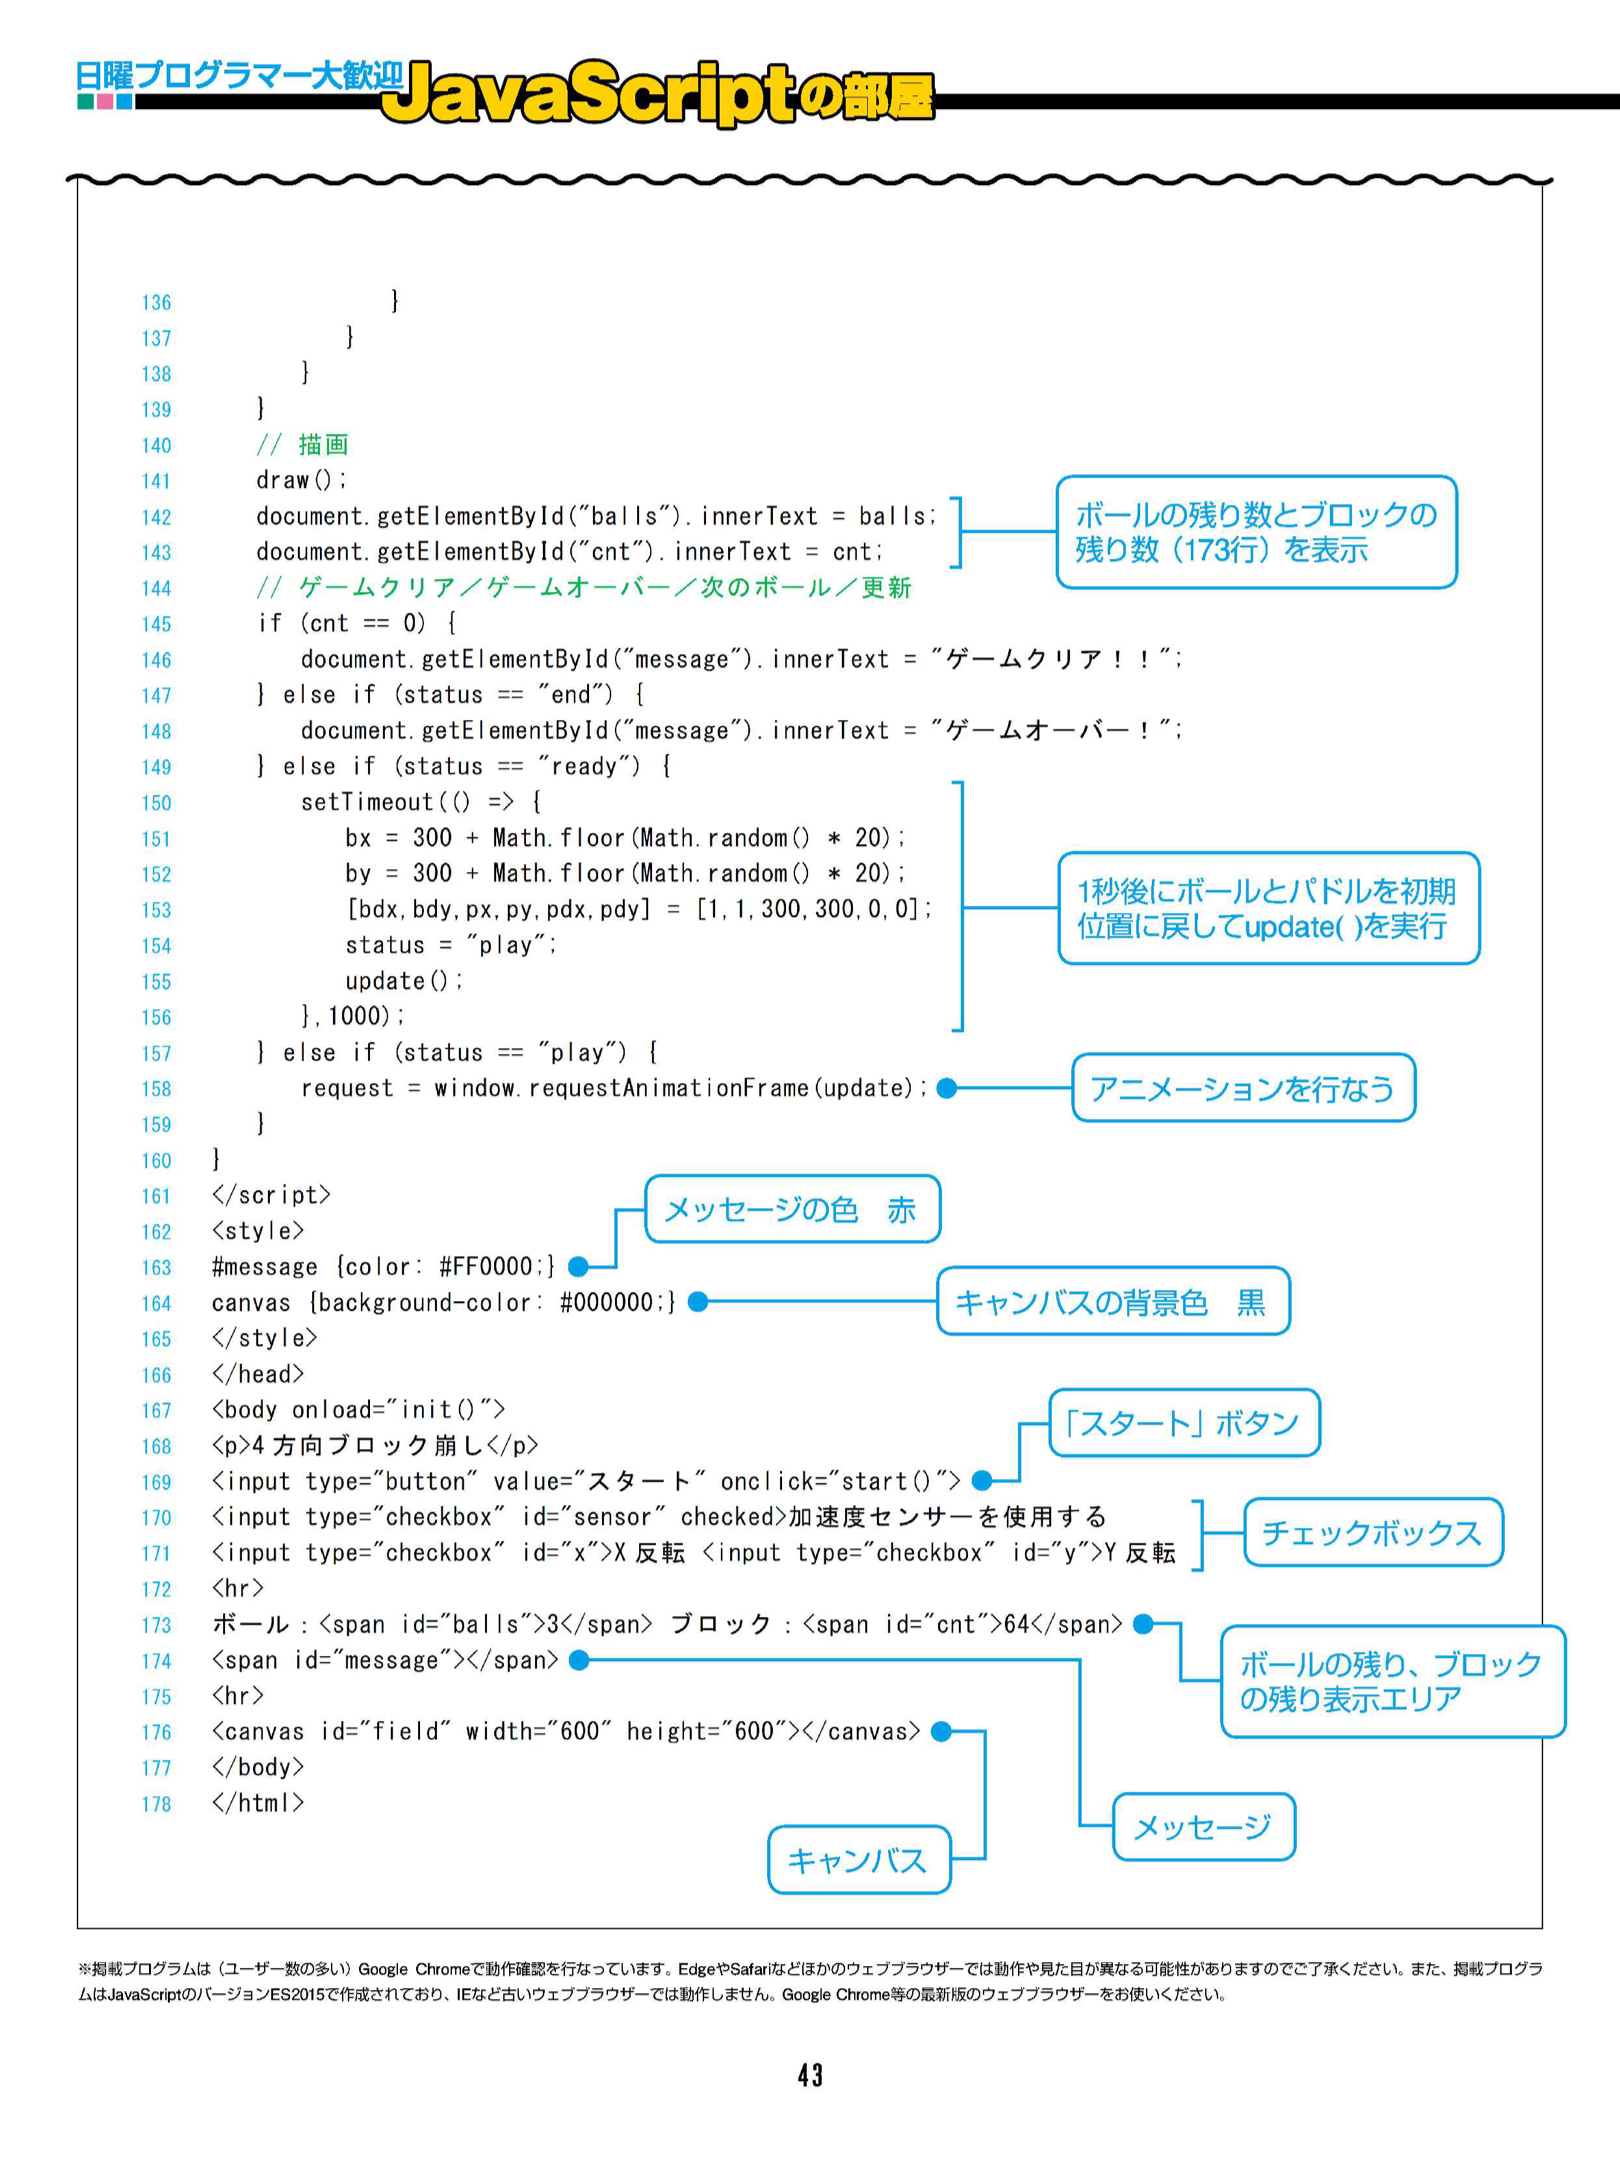 日曜プログラマー大歓迎
JavaScriptの部屋
136 }
137 }
138 }
139 }
140 // 描画
141 draw();
142 document.getElementById("balls").innerText = balls;
143 document.getElementById("cnt").innerText = cnt;
ボールの残り数とブロックの
残り数（173行）を表示
144 // ゲームクリア／ゲームオーバー／次のボール／更新
145 if (cnt == 0) {
146 document.getElementById("message").innerText = "ゲームクリア！！";
147 } else if (status == "end") {
148 document.getElementById("message").innerText = "ゲームオーバー！";
149 } else if (status == "ready") {
150 setTimeout(() => {
151 bx = 300 + Math.floor(Math.random() * 20);
152 by = 300 + Math.floor(Math.random() * 20);
153 [bdx,bdy,px,py,pdx,pdy] = [1,1,300,300,0,0];
154 status = "play";
155 update();
156 },1000);
1秒後にボールとパドルを初期
位置に戻してupdate( )を実行
157 } else if (status == "play") {
158 request = window.requestAnimationFrame(update);
アニメーションを行なう
159 }
160 }
161 </script>
162 <style>
163 #message {color: #FF0000;}
メッセージの色　赤
164 canvas {background-color: #000000;}
キャンバスの背景色　黒
165 </style>
166 </head>
167 <body onload="init()">
168 <p>4方向ブロック崩し</p>
169 <input type="button" value="スタート" onclick="start()">
「スタート」ボタン
170 <input type="checkbox" id="sensor" checked>加速度センサーを使用する
171 <input type="checkbox" id="x">X反転 <input type="checkbox" id="y">Y反転
チェックボックス
172 <hr>
173 ボール：<span id="balls">3</span> ブロック：<span id="cnt">64</span>
ボールの残り、ブロック
の残り表示エリア
174 <span id="message"></span>
メッセージ
175 <hr>
176 <canvas id="field" width="600" height="600"></canvas>
キャンバス
177 </body>
178 </html>
※掲載プログラムは（ユーザー数の多い）Google Chromeで動作確認を行なっています。EdgeやSafariなどほかのウェブブラウザーでは動作や見た目が異なる可能性がありますのでご了承ください。また、掲載プログラ
ムはJavaScriptのバージョンES2015で作成されており、IEなど古いウェブブラウザーでは動作しません。Google Chrome等の最新版のウェブブラウザーをお使いください。
43